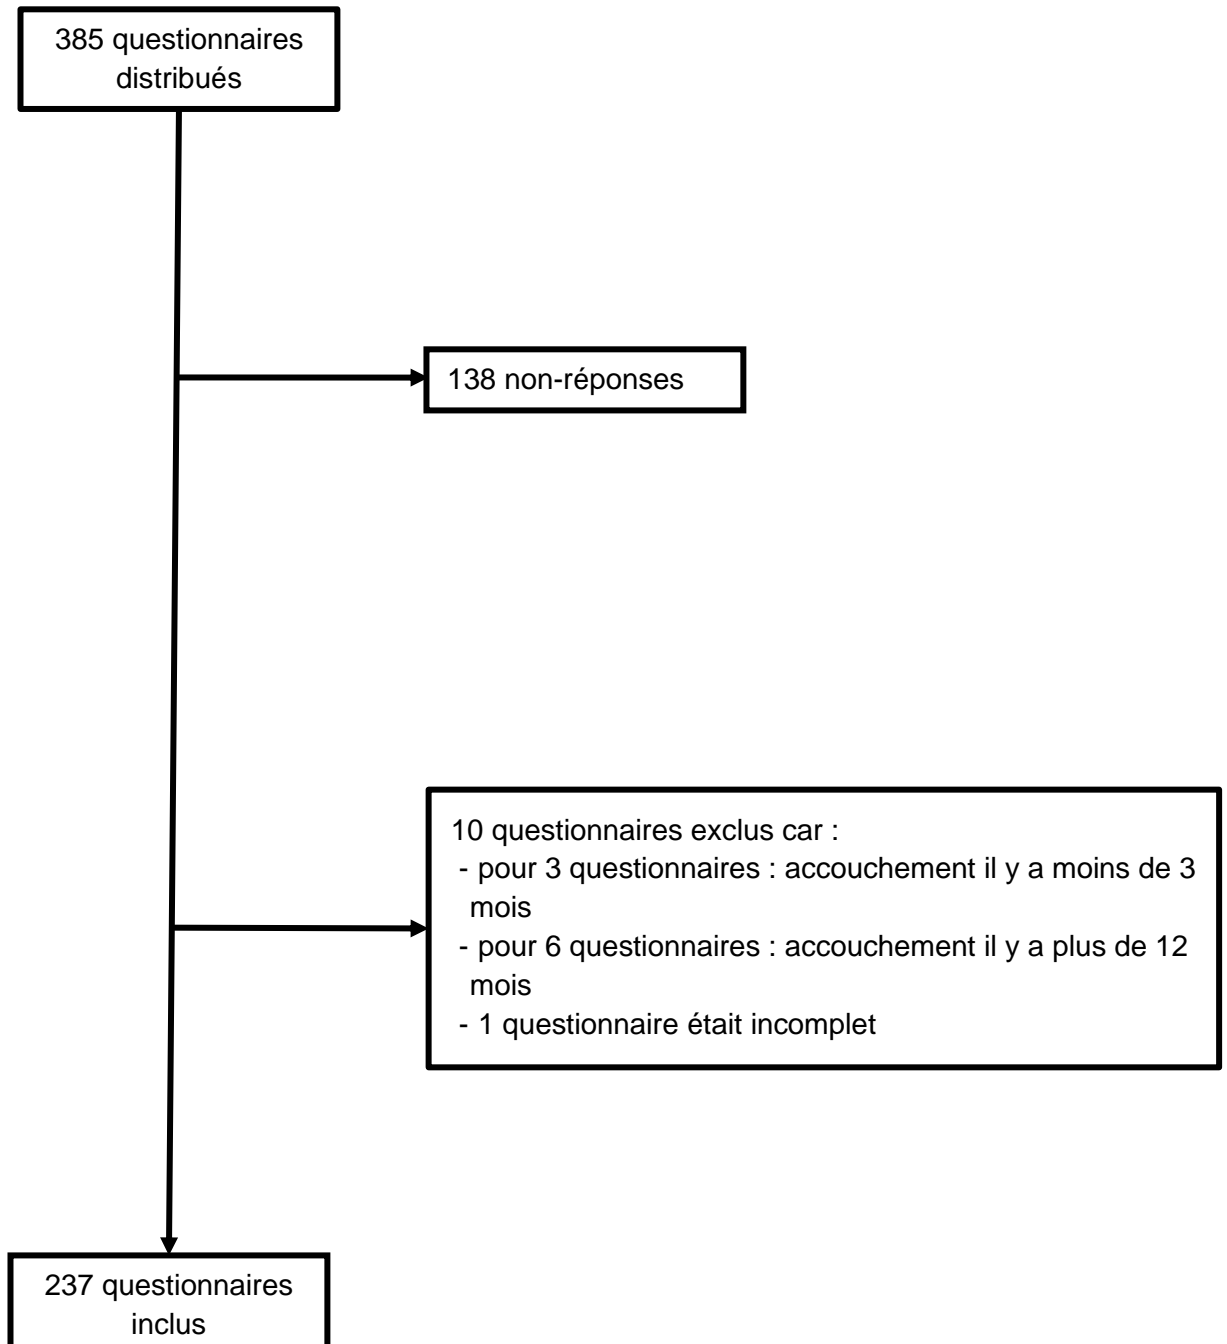 385 questionnaires
distribués
138 non-réponses
10 questionnaires exclus car :
- pour 3 questionnaires : accouchement il y a moins de 3
mois
- pour 6 questionnaires : accouchement il y a plus de 12
mois
- 1 questionnaire était incomplet
237 questionnaires
inclus